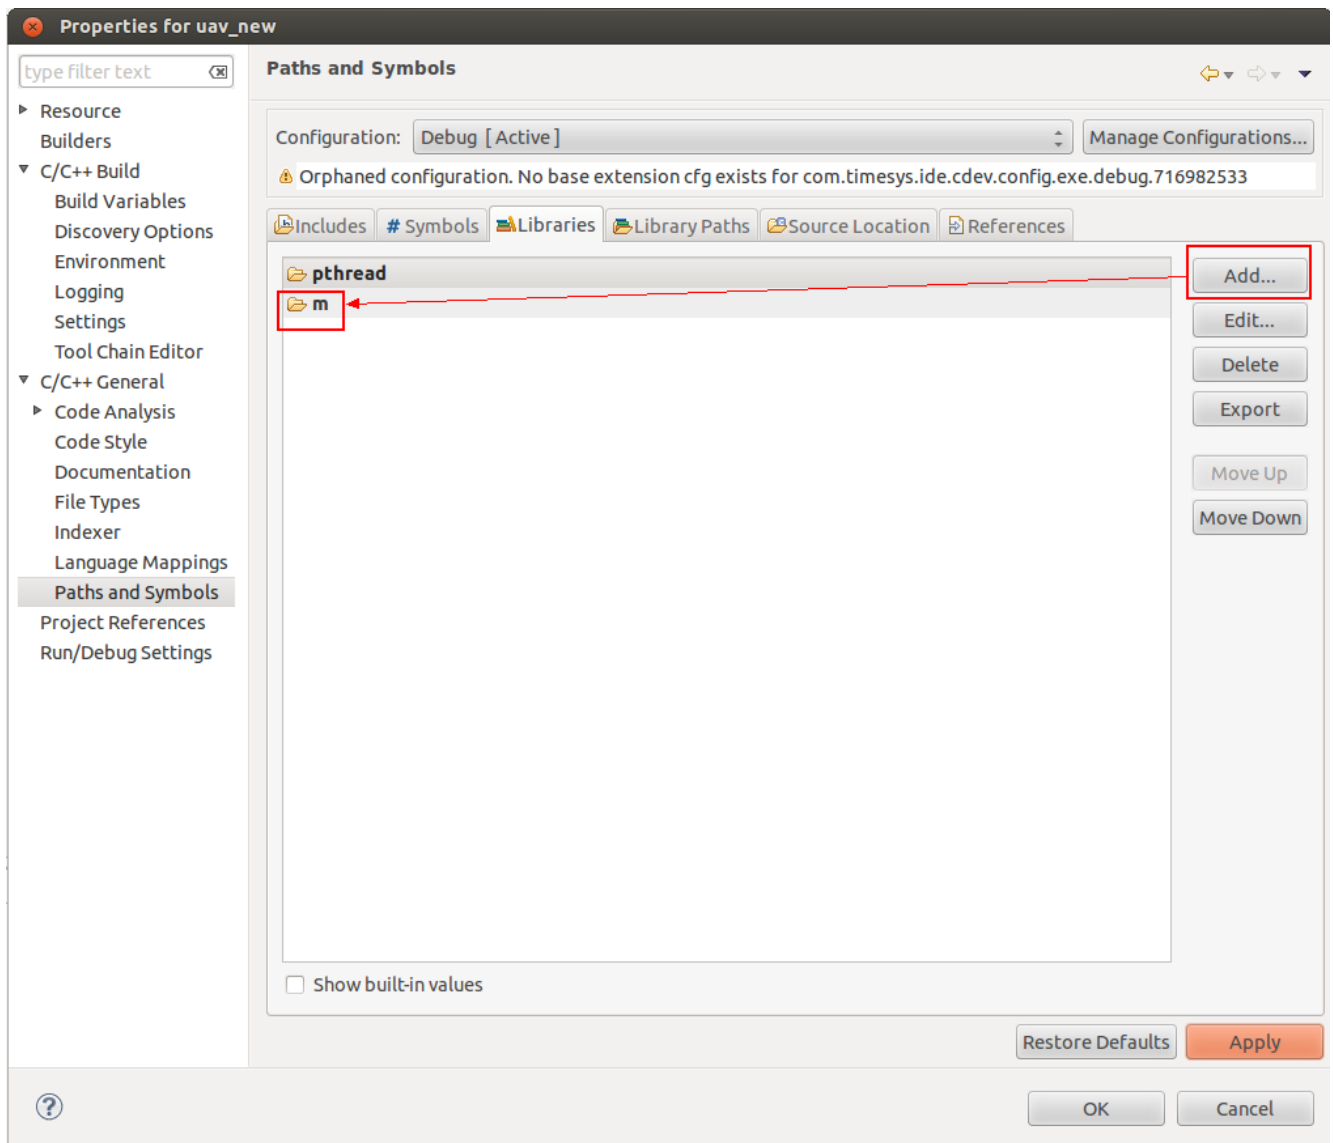 Properties for uav_new
type filter text
Resource
Builders
C/C++ Build
Build Variables
Discovery Options
Environment
Logging
Settings
Tool Chain Editor
C/C++ General
Code Analysis
Code Style
Documentation
File Types
Indexer
Language Mappings
Paths and Symbols
Project References
Run/Debug Settings
Paths and Symbols
Configuration: Debug [ Active ] Manage Configurations...
Orphaned configuration. No base extension cfg exists for com.timesys.ide.cdev.config.exe.debug.716982533
Includes # Symbols Libraries Library Paths Source Location References
pthread
m
Add...
Edit...
Delete
Export
Move Up
Move Down
Show built-in values
Restore Defaults Apply
OK Cancel